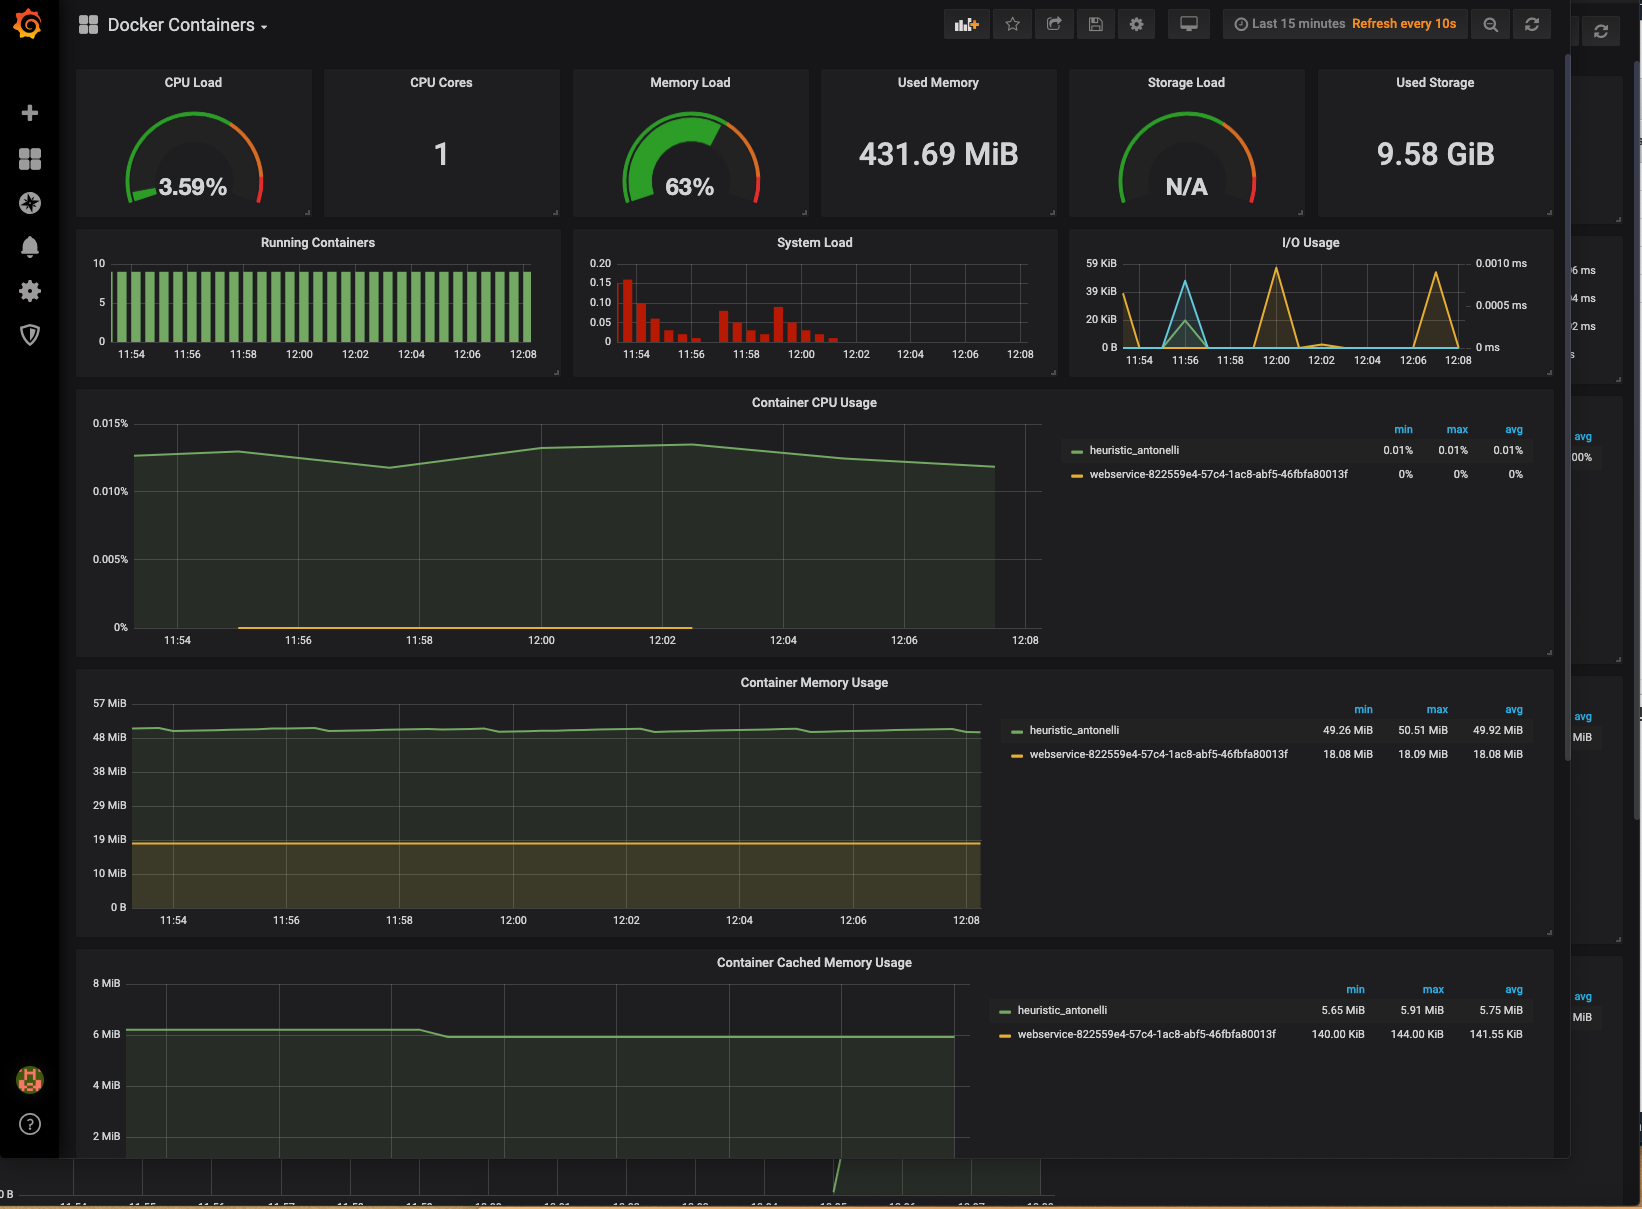 Docker Containers
Last 15 minutes Refresh every 10s
CPU Load
CPU Cores
Memory Load
Used Memory
Storage Load
Used Storage
3.59%
1
63%
431.69 MiB
N/A
9.58 GiB
Running Containers
10
5
0
11:54 11:56 11:58 12:00 12:02 12:04 12:06 12:08
System Load
0.20
0.15
0.10
0.05
0
11:54 11:56 11:58 12:00 12:02 12:04 12:06 12:08
I/O Usage
59 KiB
39 KiB
20 KiB
0 B
0.0010 ms
0.0005 ms
0 ms
11:54 11:56 11:58 12:00 12:02 12:04 12:06 12:08
Container CPU Usage
0.015%
0.010%
0.005%
0%
11:54 11:56 11:58 12:00 12:02 12:04 12:06 12:08
min max avg
heuristic_antonelli 0.01% 0.01% 0.01%
webservice-822559e4-57c4-1ac8-abf5-46fbfa80013f 0% 0% 0%
Container Memory Usage
57 MiB
48 MiB
38 MiB
29 MiB
19 MiB
10 MiB
0 B
11:54 11:56 11:58 12:00 12:02 12:04 12:06 12:08
min max avg
heuristic_antonelli 49.26 MiB 50.51 MiB 49.92 MiB
webservice-822559e4-57c4-1ac8-abf5-46fbfa80013f 18.08 MiB 18.09 MiB 18.08 MiB
Container Cached Memory Usage
8 MiB
6 MiB
4 MiB
2 MiB
min max avg
heuristic_antonelli 5.65 MiB 5.91 MiB 5.75 MiB
webservice-822559e4-57c4-1ac8-abf5-46fbfa80013f 140.00 KiB 144.00 KiB 141.55 KiB
6 ms
4 ms
2 ms
avg
00%
avg
MiB
avg
MiB
0 B